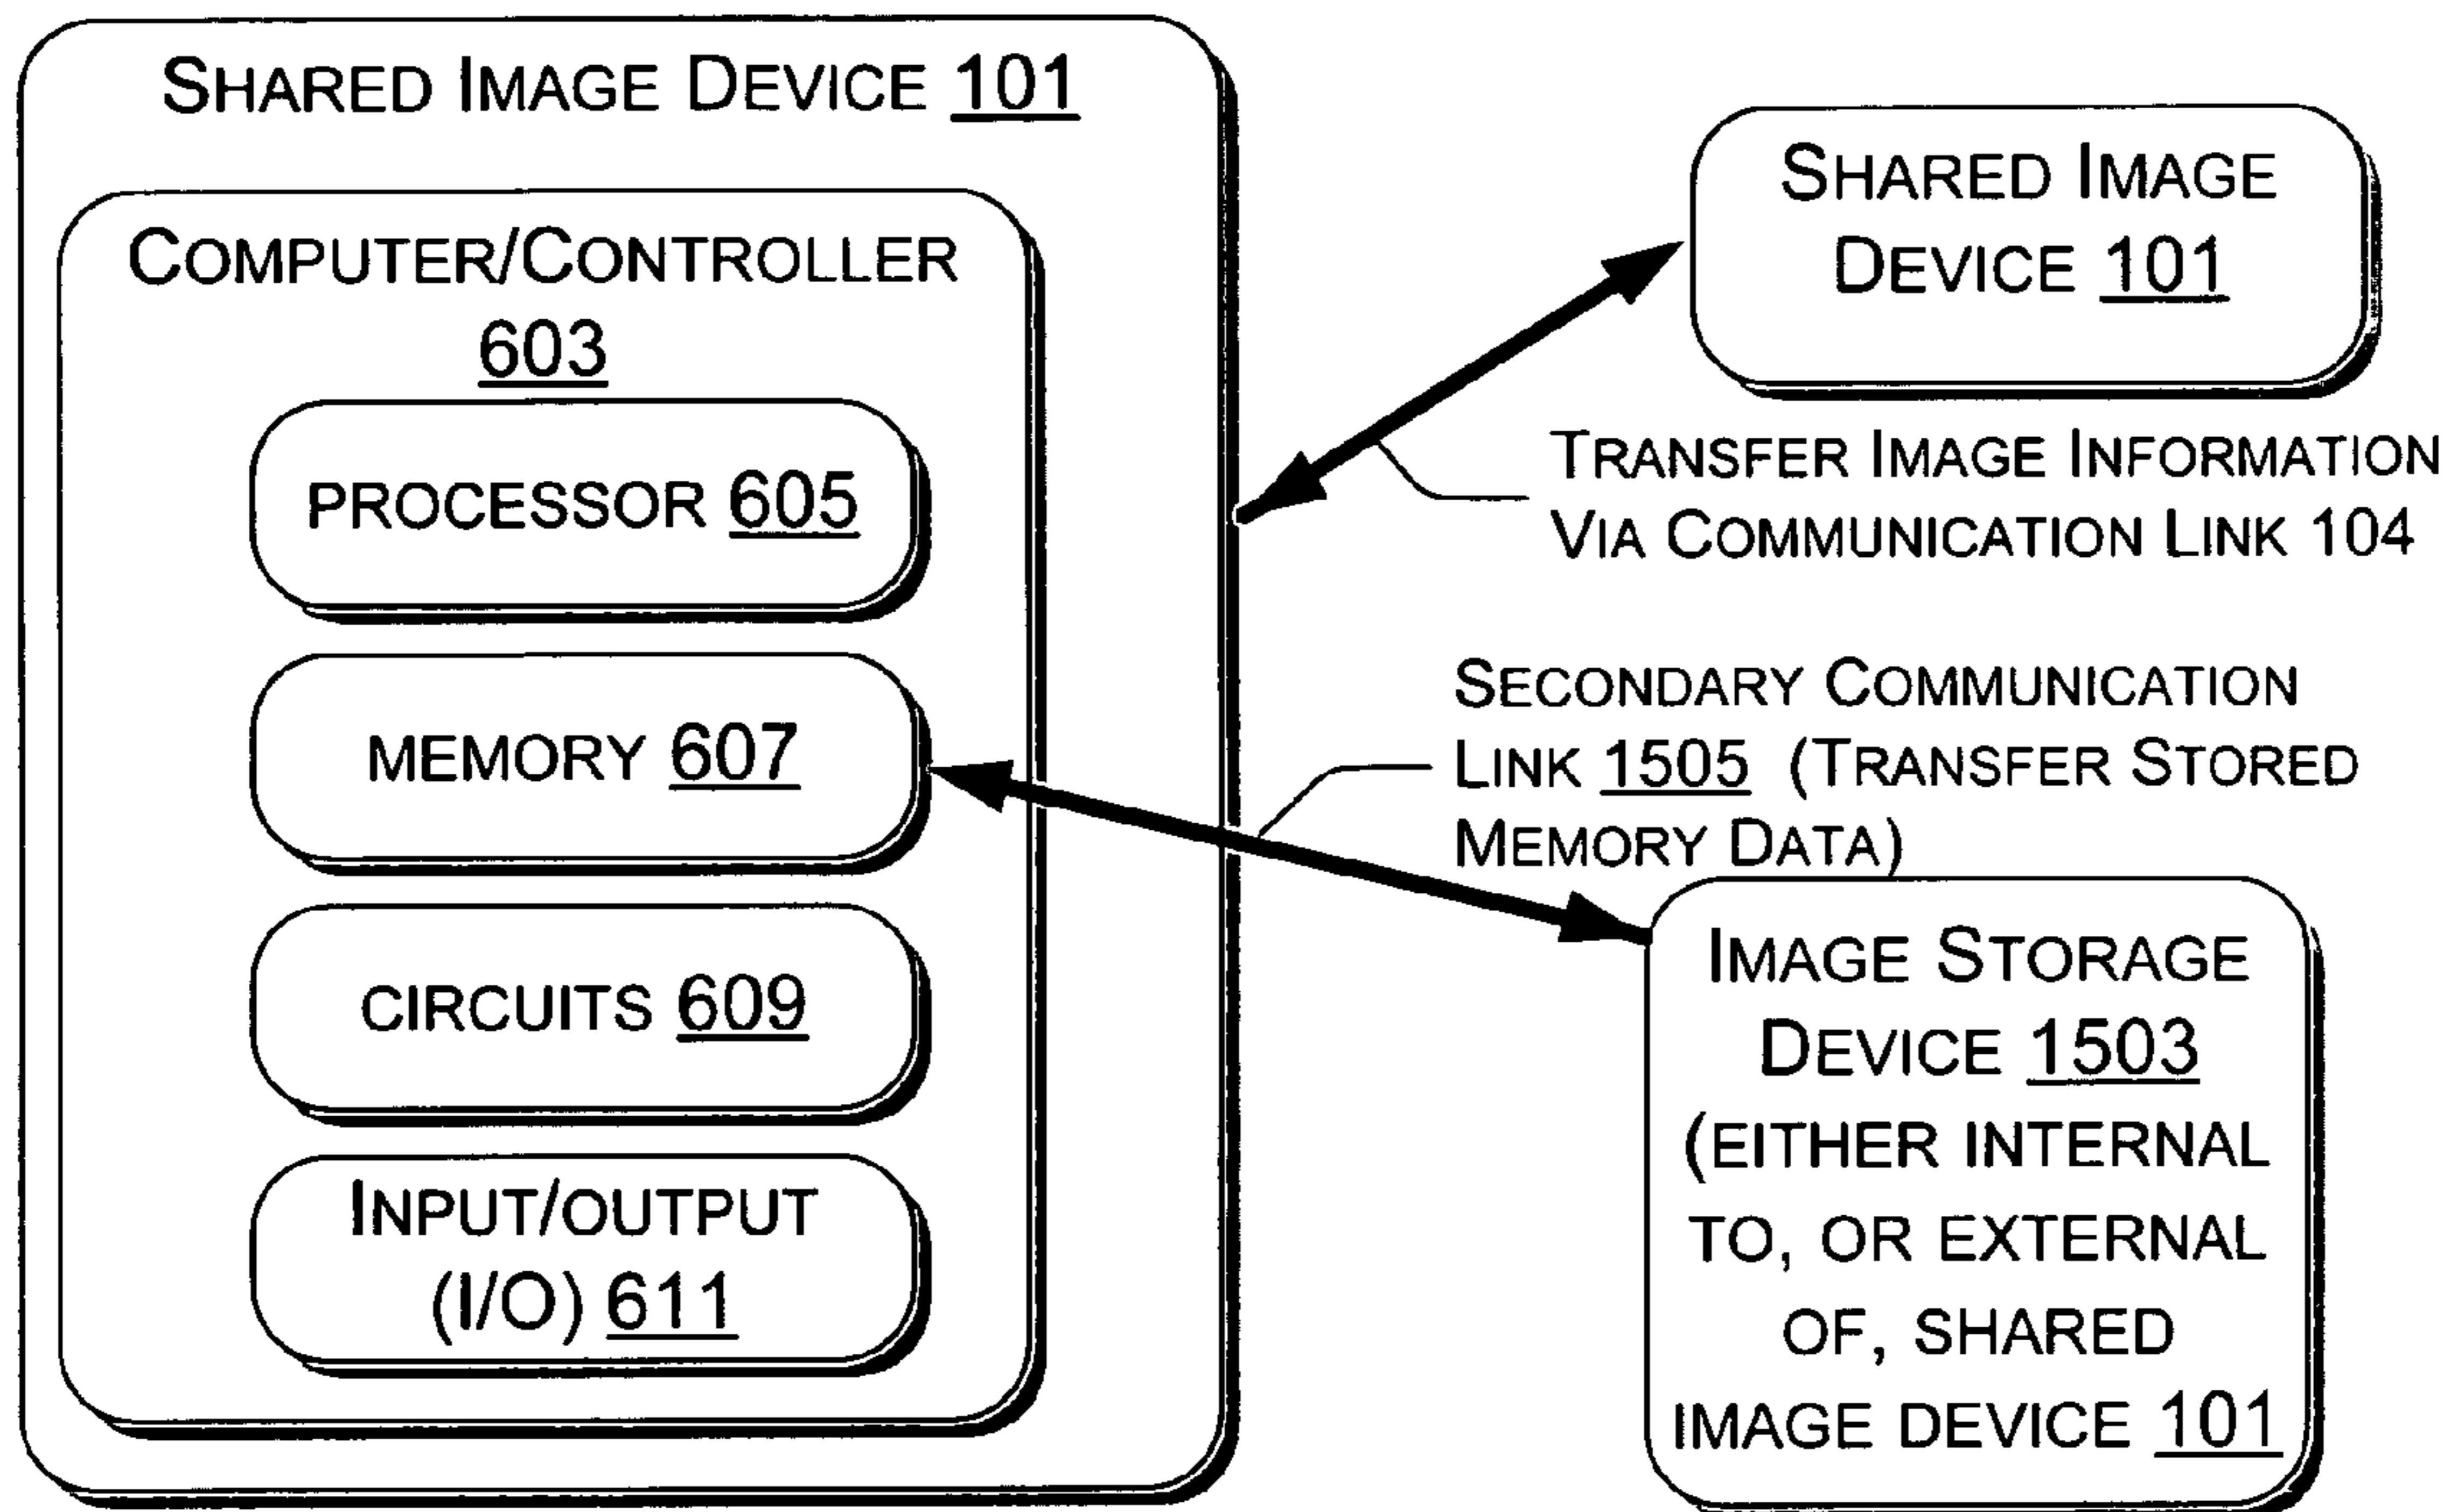 SHARED IMAGE DEVICE 101
COMPUTER/CONTROLLER
603
PROCESSOR 605
MEMORY 607
CIRCUITS 609
INPUT/OUTPUT
(I/O) 611
SHARED IMAGE
DEVICE 101
TRANSFER IMAGE INFORMATION
VIA COMMUNICATION LINK 104
SECONDARY COMMUNICATION
LINK 1505 (TRANSFER STORED
MEMORY DATA)
IMAGE STORAGE
DEVICE 1503
(EITHER INTERNAL
TO, OR EXTERNAL
OF, SHARED
IMAGE DEVICE 101